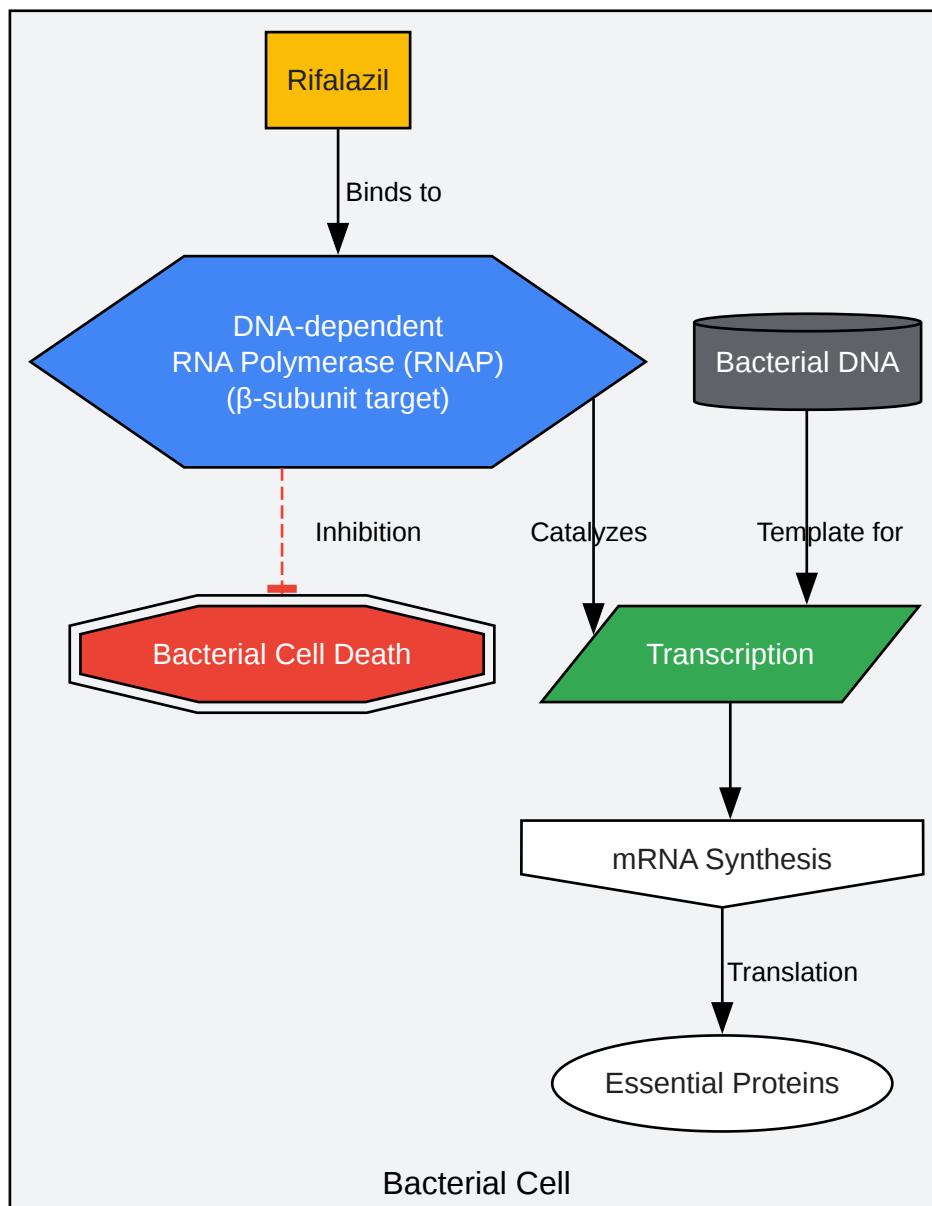 Rifalazil
Binds to
DNA-dependent
RNA Polymerase (RNAP)
(β-subunit target)
Bacterial DNA
Inhibition
Catalyzes
Template for
Bacterial Cell Death
Transcription
mRNA Synthesis
Translation
Essential Proteins
Bacterial Cell